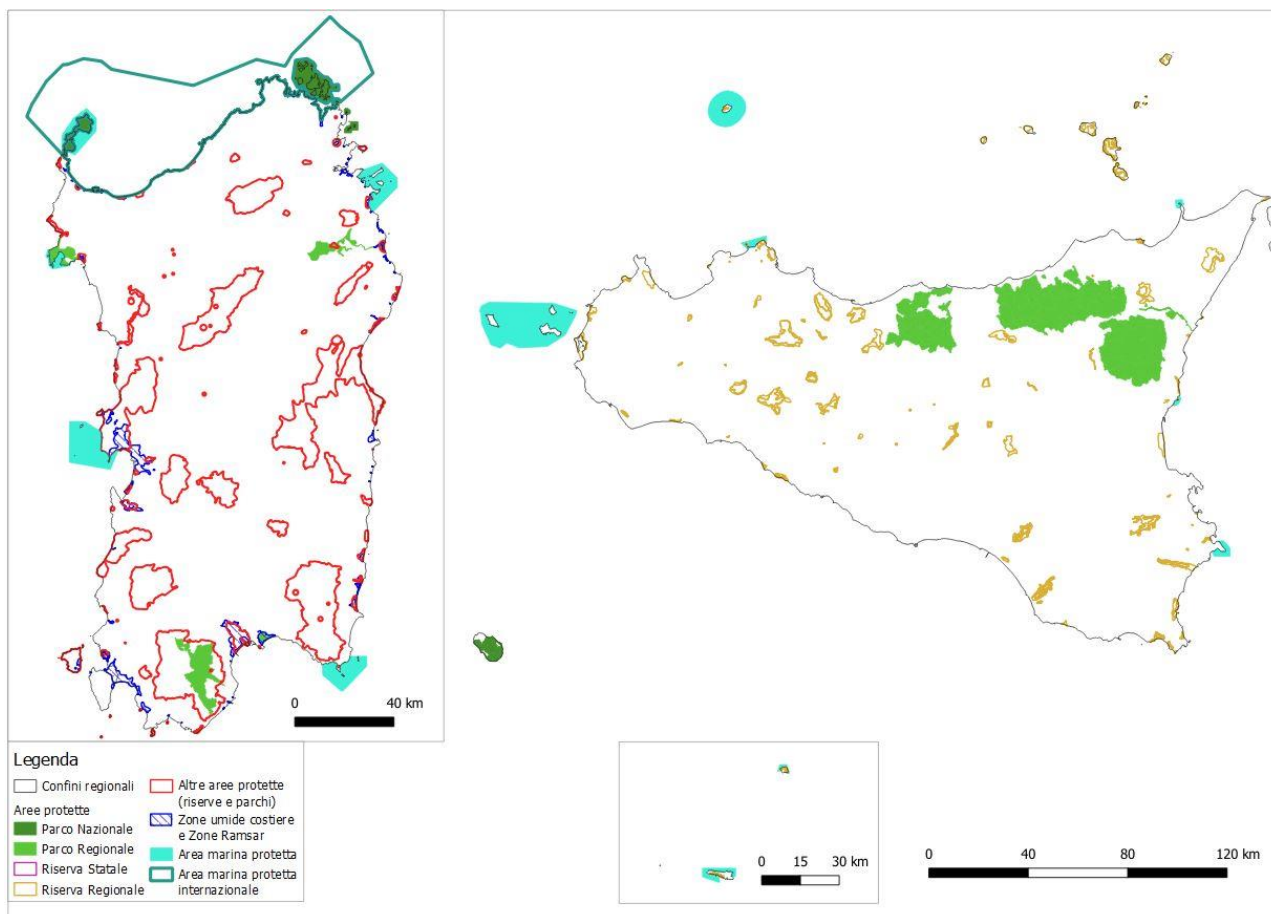 0 40 km
Legenda
Confini regionali
Aree protette
Parco Nazionale
Parco Regionale
Riserva Statale
Riserva Regionale
Altre aree protette
(riserve e parchi)
Zone umide costiere
e Zone Ramsar
Area marina protetta
Area marina protetta
internazionale
0 15 30 km
0 40 80 120 km